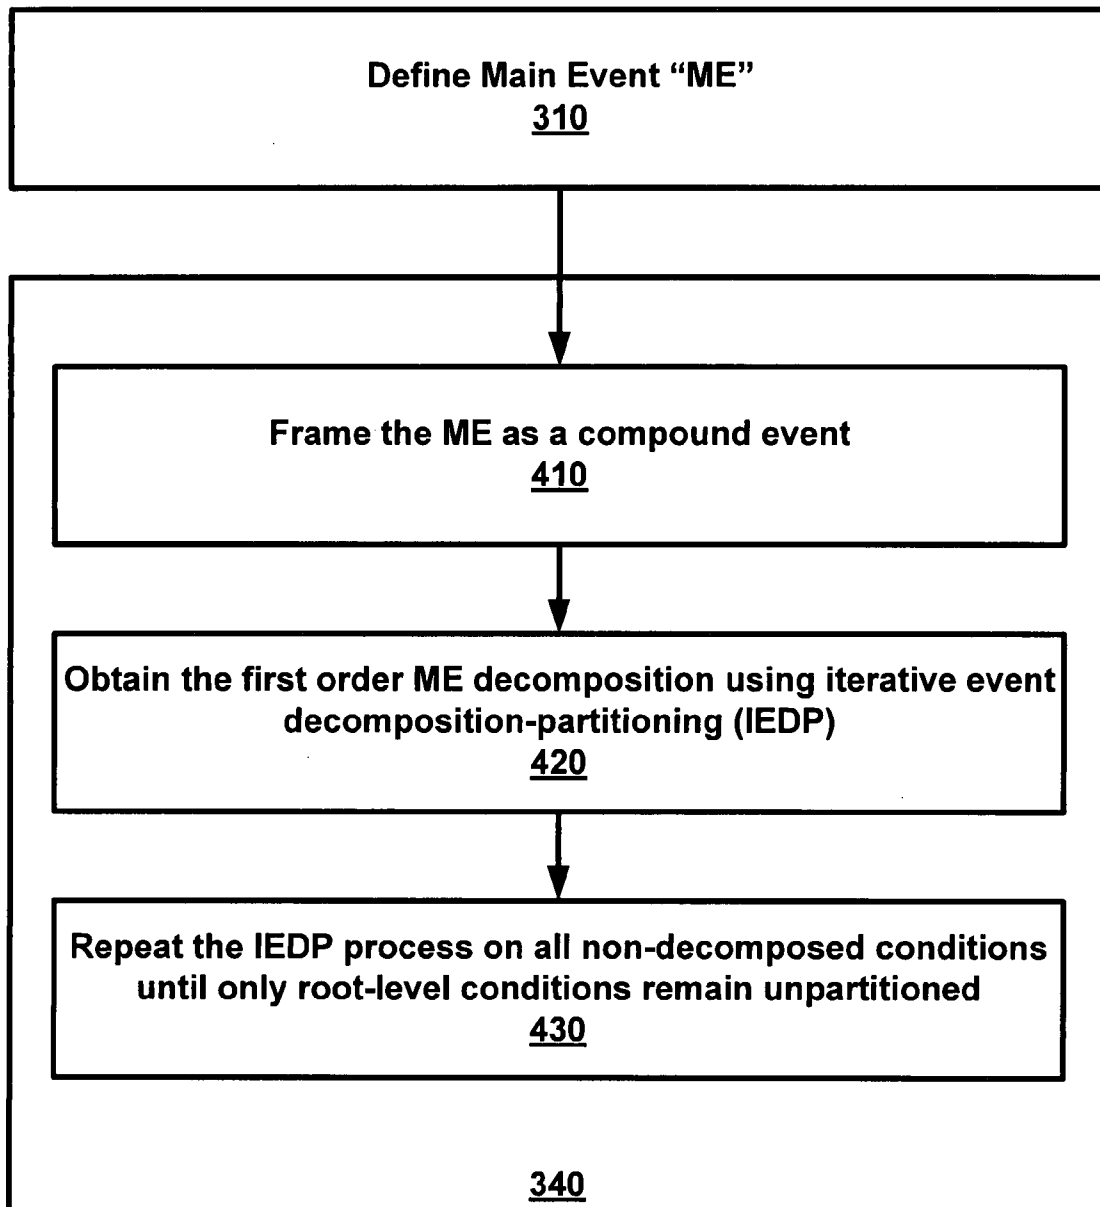 Define Main Event “ME”
310
Frame the ME as a compound event
410
Obtain the first order ME decomposition using iterative event
decomposition-partitioning (IEDP)
420
Repeat the IEDP process on all non-decomposed conditions
until only root-level conditions remain unpartitioned
430
340